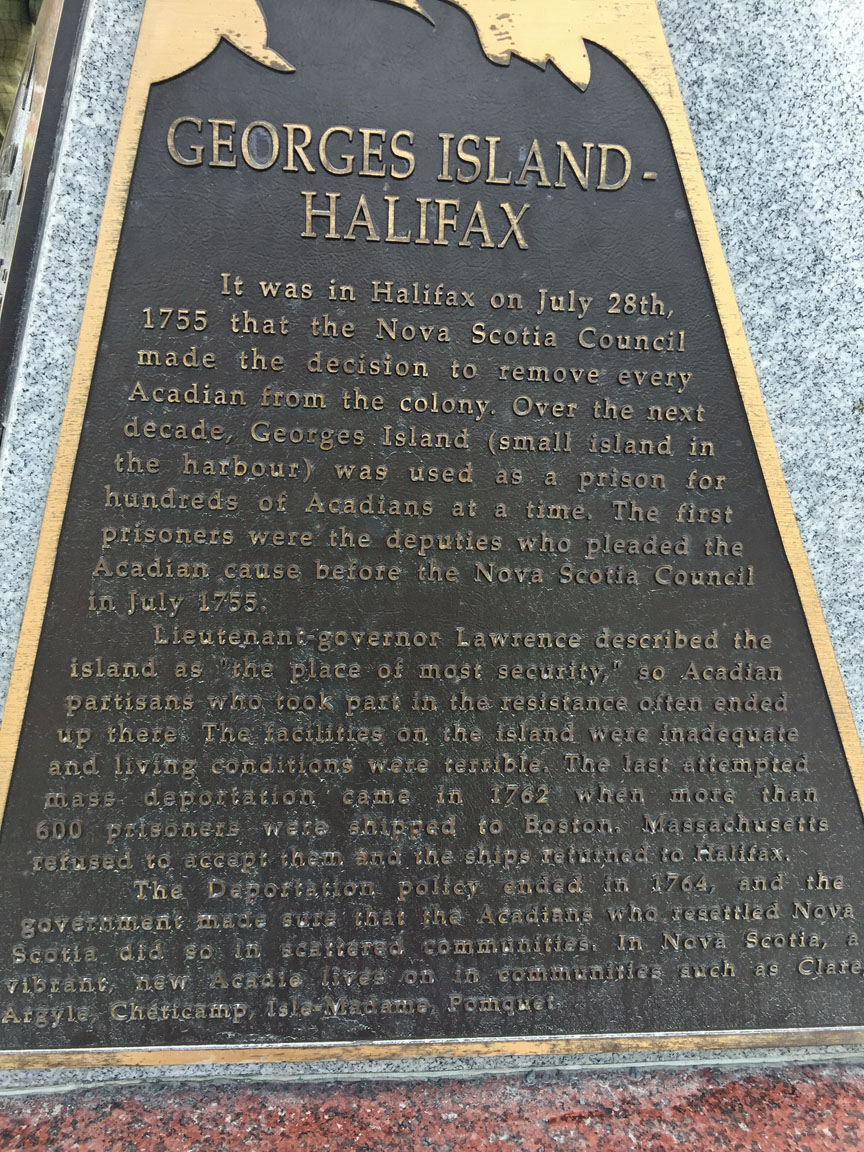 GEORGES ISLAND -
HALIFAX
It was in Halifax on July 28th,
1755 that the Nova Scotia Council
made the decision to remove every
Acadian from the colony. Over the next
decade, Georges Island (small island in
the harbour) was used as a prison for
hundreds of Acadians at a time. The first
prisoners were the deputies who pleaded the
Acadian cause before the Nova Scotia Council
in July 1755.
Lieutenant-governor Lawrence described the
island as "the place of most security," so Acadian
partisans who took part in the resistance often ended
up there. The facilities on the island were inadequate
and living conditions were terrible. The last attempted
mass deportation came in 1762 when more than
600 prisoners were shipped to Boston. Massachusetts
refused to accept them and the ships returned to Halifax.
The Deportation policy ended in 1764, and the
government made sure that the Acadians who resettled Nova
Scotia did so in scattered communities. In Nova Scotia, a
vibrant, new Acadie lives on in communities such as Clare
Argyle, Chéticamp, Isle-Madame, Pomquet.